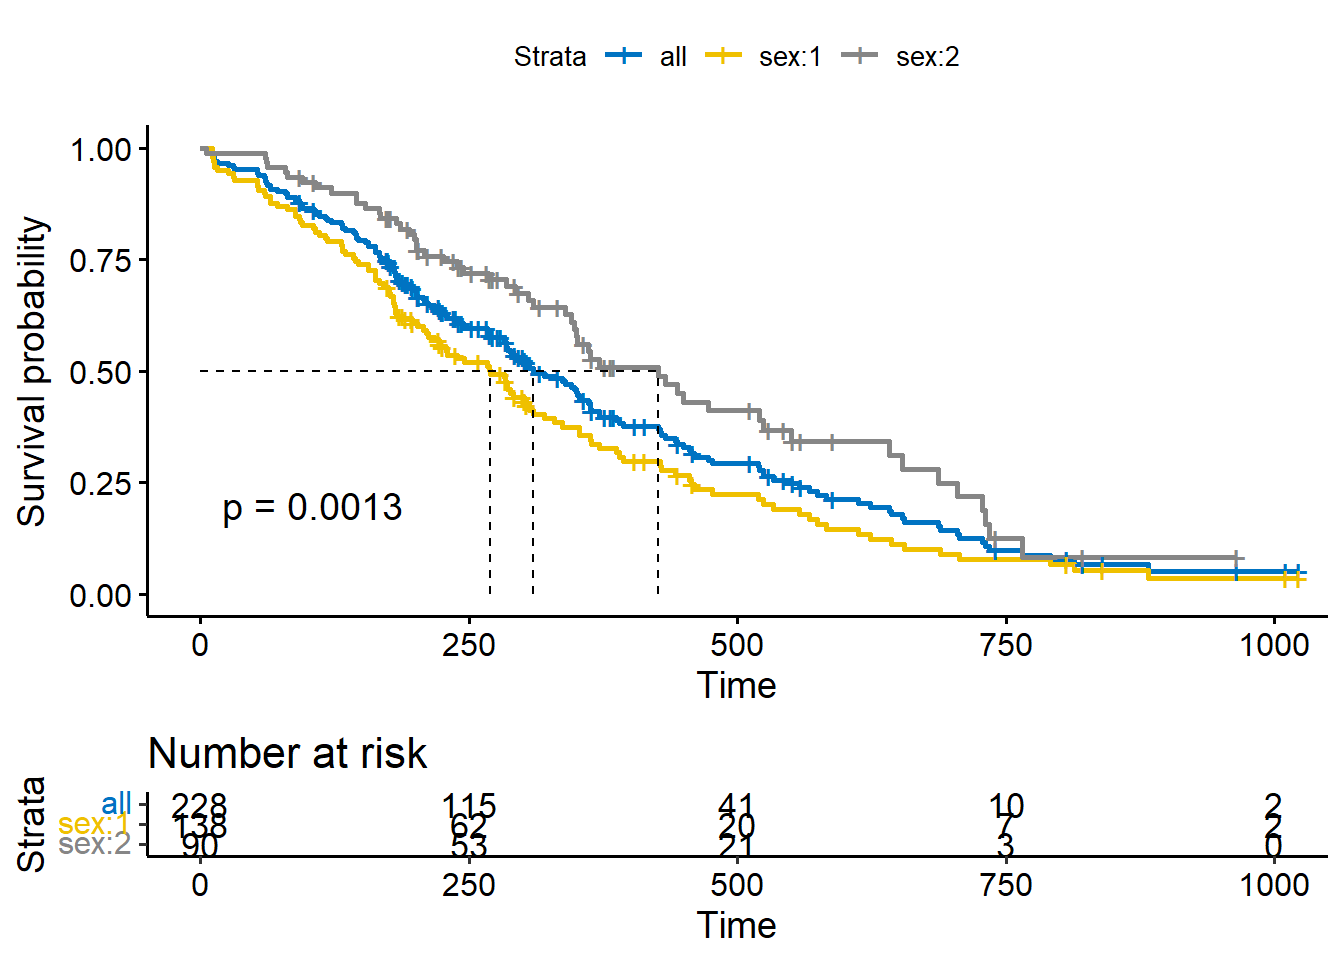 Strata all sex:1 sex:2
Survival probability
1.00
0.75
0.50
0.25
0.00
p = 0.0013
0 250 500 750 1000
Time
Number at risk
Strata
all 228 115 41 10 2
sex:1 138 62 20 7 2
sex:2 90 53 21 3 0
0 250 500 750 1000
Time